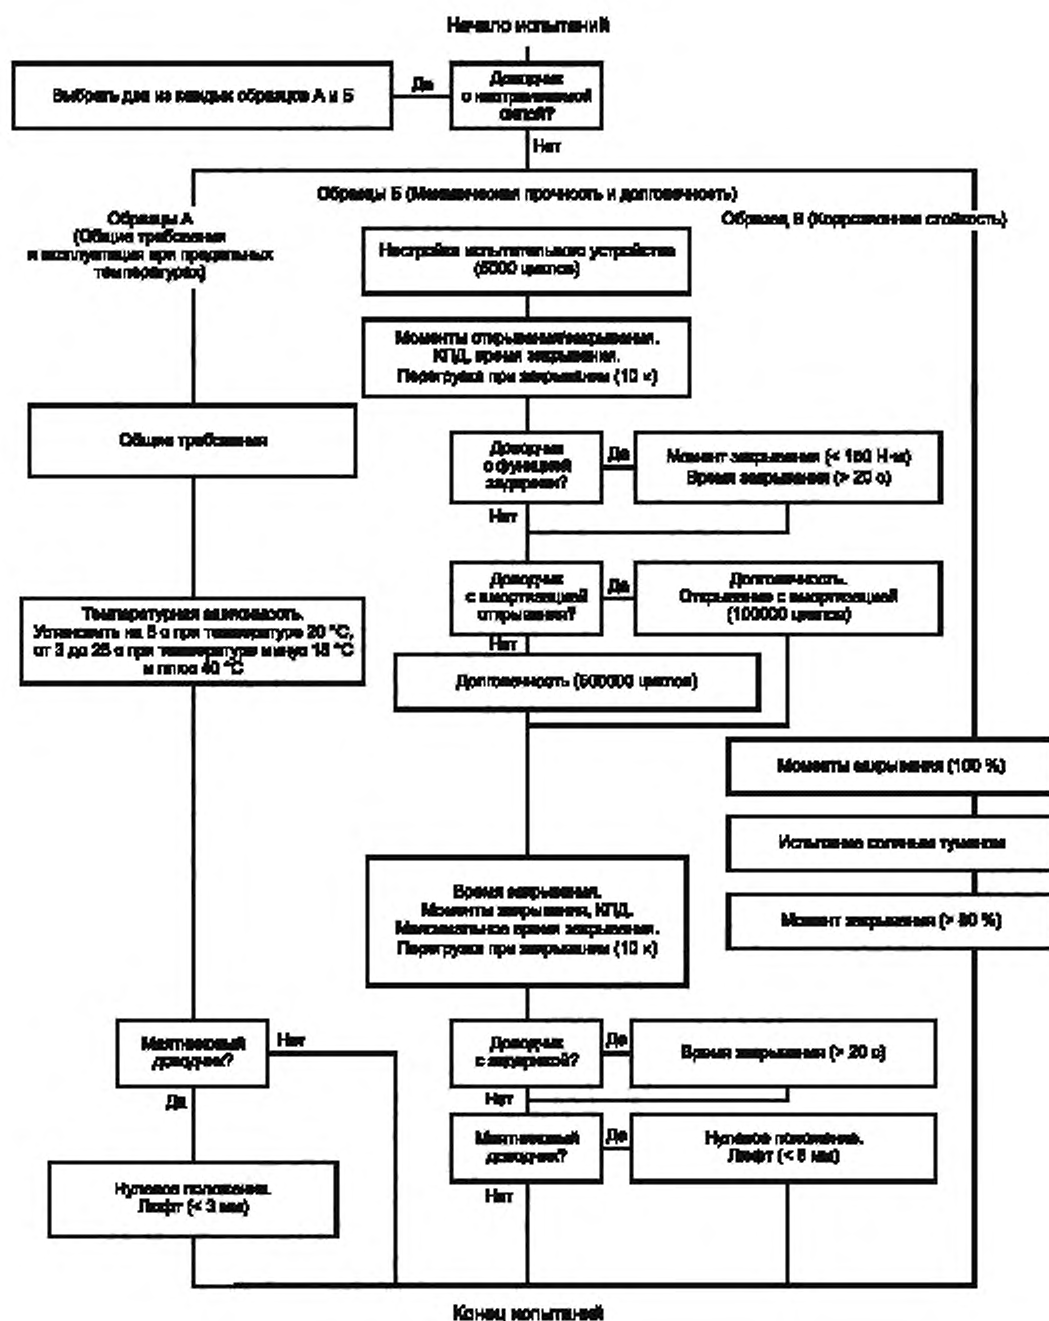 Начало испытаний
Доводчик
с настраиваемой
силой?
Да
Выбрать два из каждых образцов А и Б
Нет
Образцы Б (Механическая прочность и долговечность)
Образцы А
(Общие требования
и эксплуатация при предельных
температурах)
Образец В (Коррозионная стойкость)
Настройка испытательного устройства
(5000 циклов)
Моменты открывания/закрывания.
КПД, время закрывания.
Перегрузка при закрывании (10 ×)
Общие требования
Доводчик
с функцией
задержки?
Да
Момент закрывания (< 150 Н·м)
Время закрывания (> 20 с)
Нет
Доводчик
с амортизацией
открывания?
Да
Долговечность.
Открывание с амортизацией
(100000 циклов)
Температурная зависимость.
Установить на 5 с при температуре 20 °С,
от 3 до 25 с при температуре минус 15 °С
и плюс 40 °С
Нет
Долговечность (500000 циклов)
Моменты закрывания (100 %)
Испытание соляным туманом
Момент закрывания (> 80 %)
Время закрывания.
Моменты закрывания, КПД.
Максимальное время закрывания.
Перегрузка при закрывании (10 ×)
Маятниковый
доводчик?
Нет
Да
Доводчик
с задержкой?
Да
Время закрывания (> 20 с)
Нет
Маятниковый
доводчик?
Да
Нулевое положение.
Люфт (< 6 мм)
Нет
Нулевое положение.
Люфт (< 3 мм)
Конец испытаний